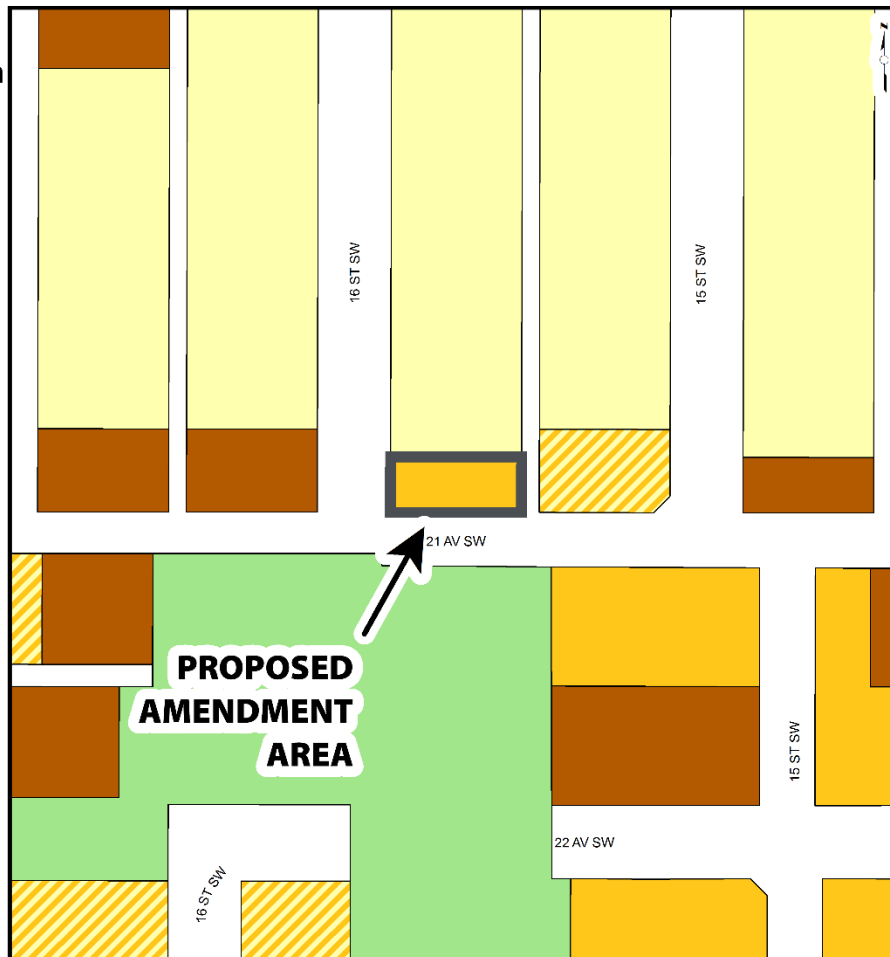 16 ST SW
15 ST SW
21 AV SW
PROPOSED
AMENDMENT
AREA
15 ST SW
22 AV SW
16 ST SW